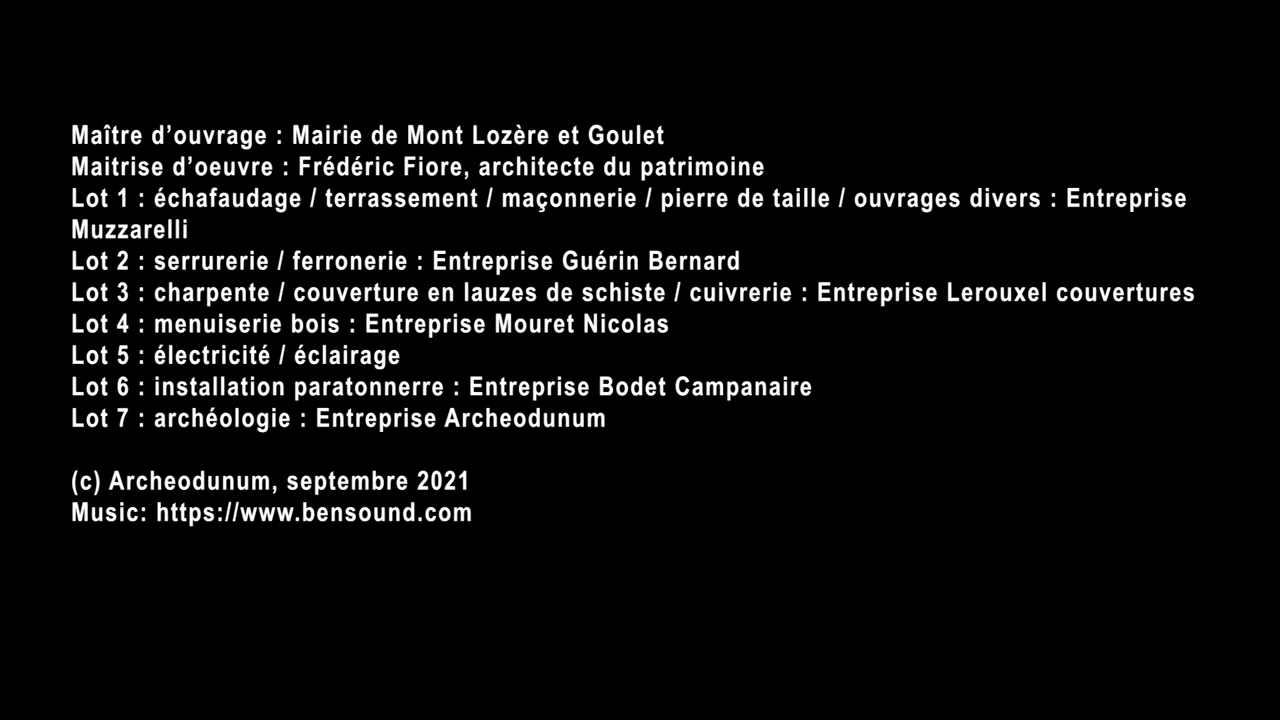 Maître d’ouvrage : Mairie de Mont Lozère et Goulet
Maitrise d’oeuvre : Frédéric Fiore, architecte du patrimoine
Lot 1 : échafaudage / terrassement / maçonnerie / pierre de taille / ouvrages divers : Entreprise
Muzzarelli
Lot 2 : serrurerie / ferronerie : Entreprise Guérin Bernard
Lot 3 : charpente / couverture en lauzes de schiste / cuivrerie : Entreprise Lerouxel couvertures
Lot 4 : menuiserie bois : Entreprise Mouret Nicolas
Lot 5 : électricité / éclairage
Lot 6 : installation paratonnerre : Entreprise Bodet Campanaire
Lot 7 : archéologie : Entreprise Archeodunum
(c) Archeodunum, septembre 2021
Music: https://www.bensound.com